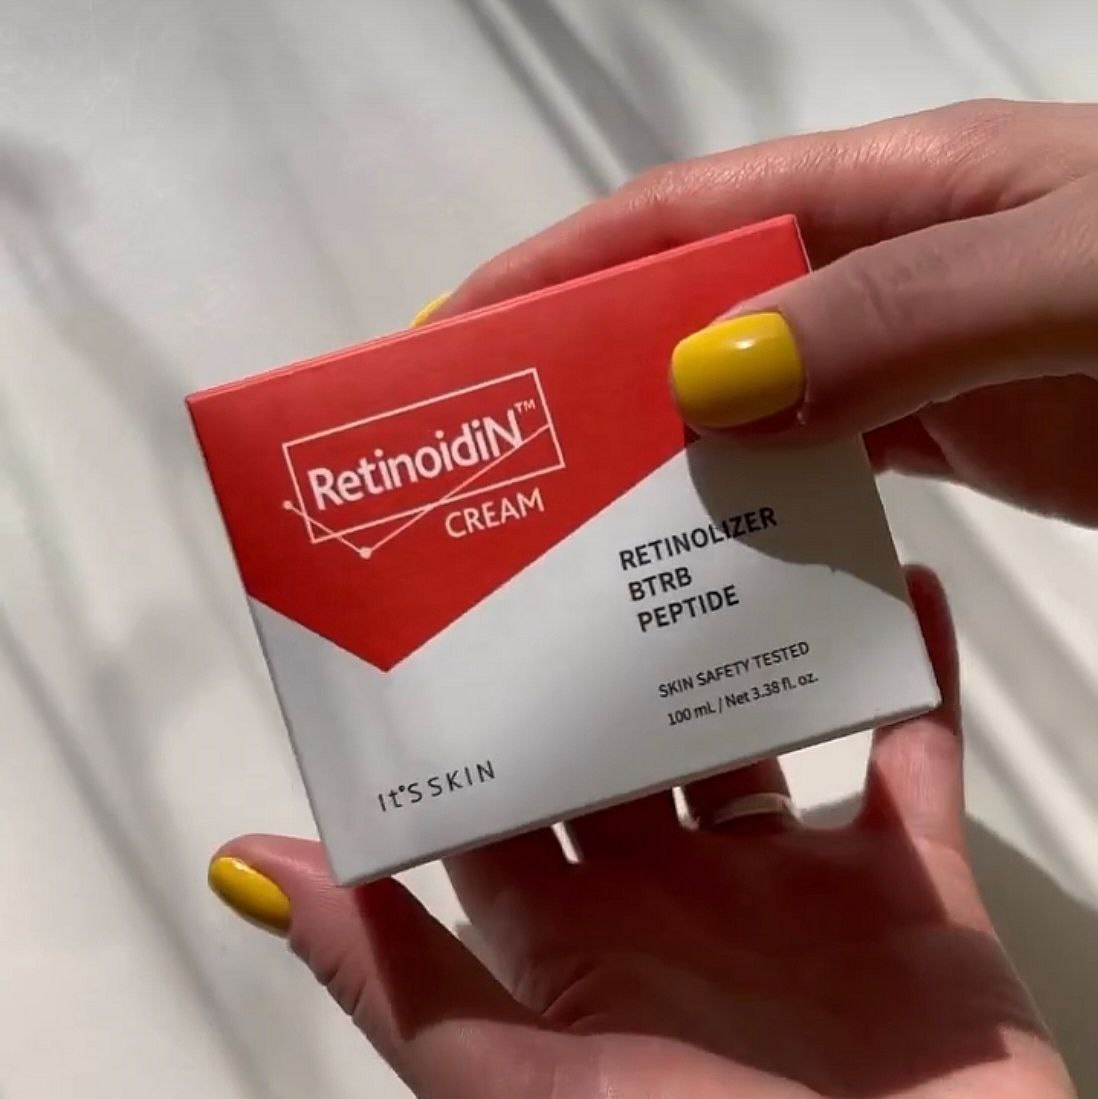 RetinoidiN™
CREAM
RETINOLIZER
BTRB
PEPTIDE
SKIN SAFETY TESTED
100 mL / Net 3.38 fl. oz.
It'S SKIN